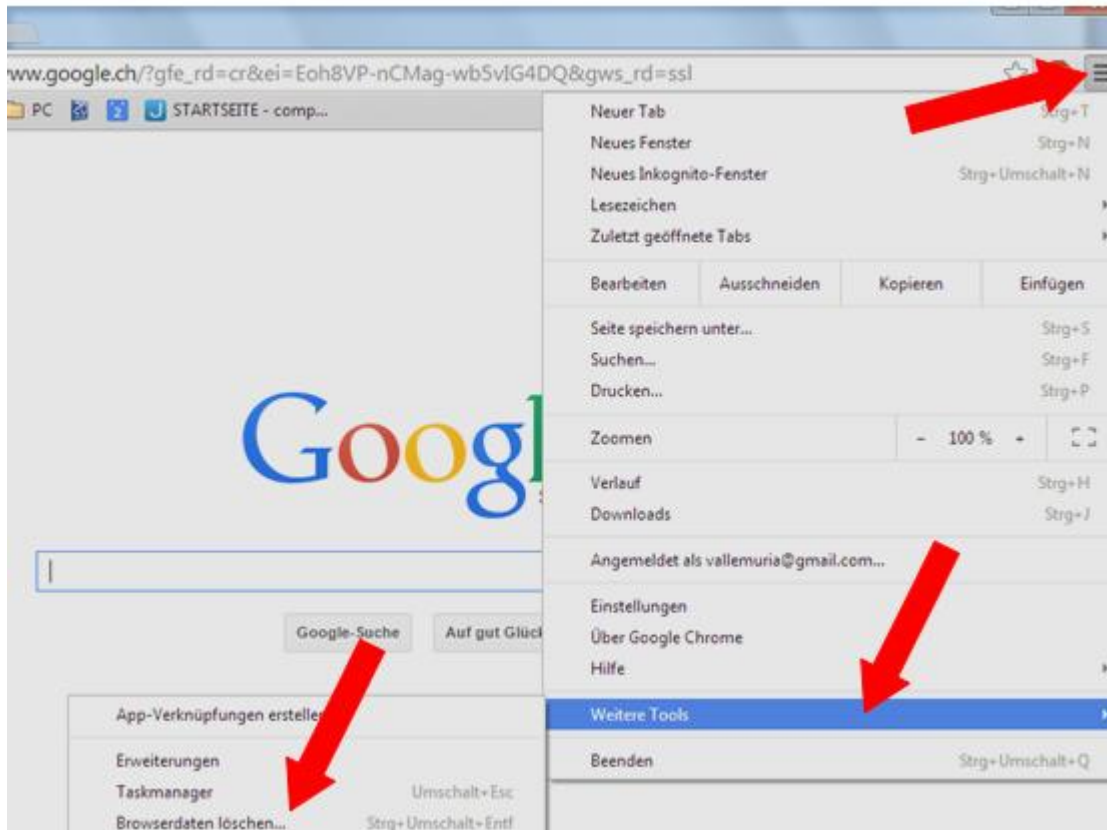 www.google.ch/?gfe_rd=cr&ei=Eoh8VP-nCMag-wb5vIG4DQ&gws_rd=ssl
PC STARTSEITE - comp...
Neuer Tab Strg+T
Neues Fenster Strg+N
Neues Inkognito-Fenster Strg+Umschalt+N
Lesezeichen
Zuletzt geöffnete Tabs
Bearbeiten Ausschneiden Kopieren Einfügen
Seite speichern unter... Strg+S
Suchen... Strg+F
Drucken... Strg+P
Google
Zoomen - 100 % +
Verlauf Strg+H
Downloads Strg+J
Angemeldet als vallemuria@gmail.com...
Einstellungen
Google-Suche Auf gut Glück
Über Google Chrome
Hilfe
Weitere Tools
Beenden Strg+Umschalt+Q
App-Verknüpfungen erstellen
Erweiterungen
Taskmanager Umschalt+Esc
Browserdaten löschen... Strg+Umschalt+Entf